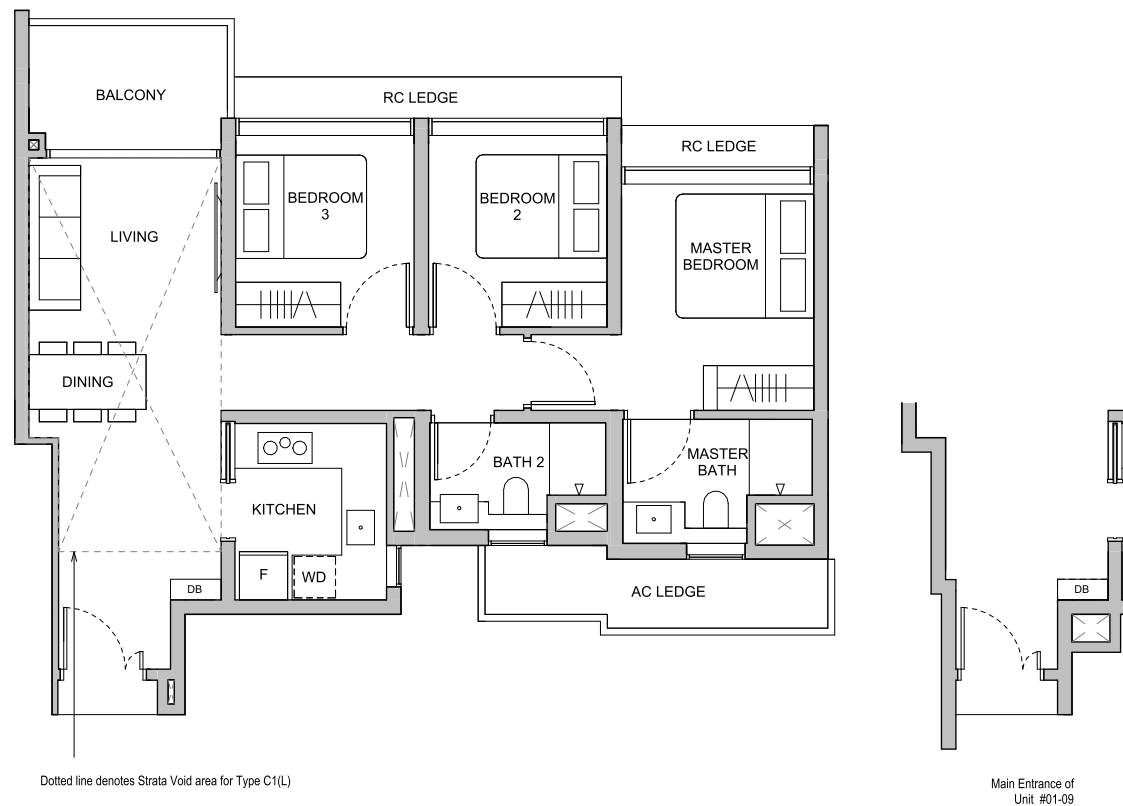 BALCONY
RC LEDGE
RC LEDGE
BEDROOM
3
BEDROOM
2
LIVING
MASTER
BEDROOM
DINING
BATH 2
MASTER
BATH
KITCHEN
F
WD
DB
AC LEDGE
DB
Dotted line denotes Strata Void area for Type C1(L)
Main Entrance of
Unit #01-09